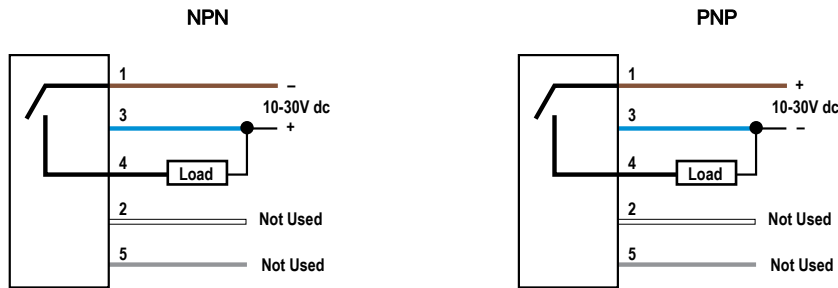 NPN
1
–
10-30V dc
3
+
4
Load
2
Not Used
5
Not Used
PNP
1
+
10-30V dc
3
–
4
Load
2
Not Used
5
Not Used